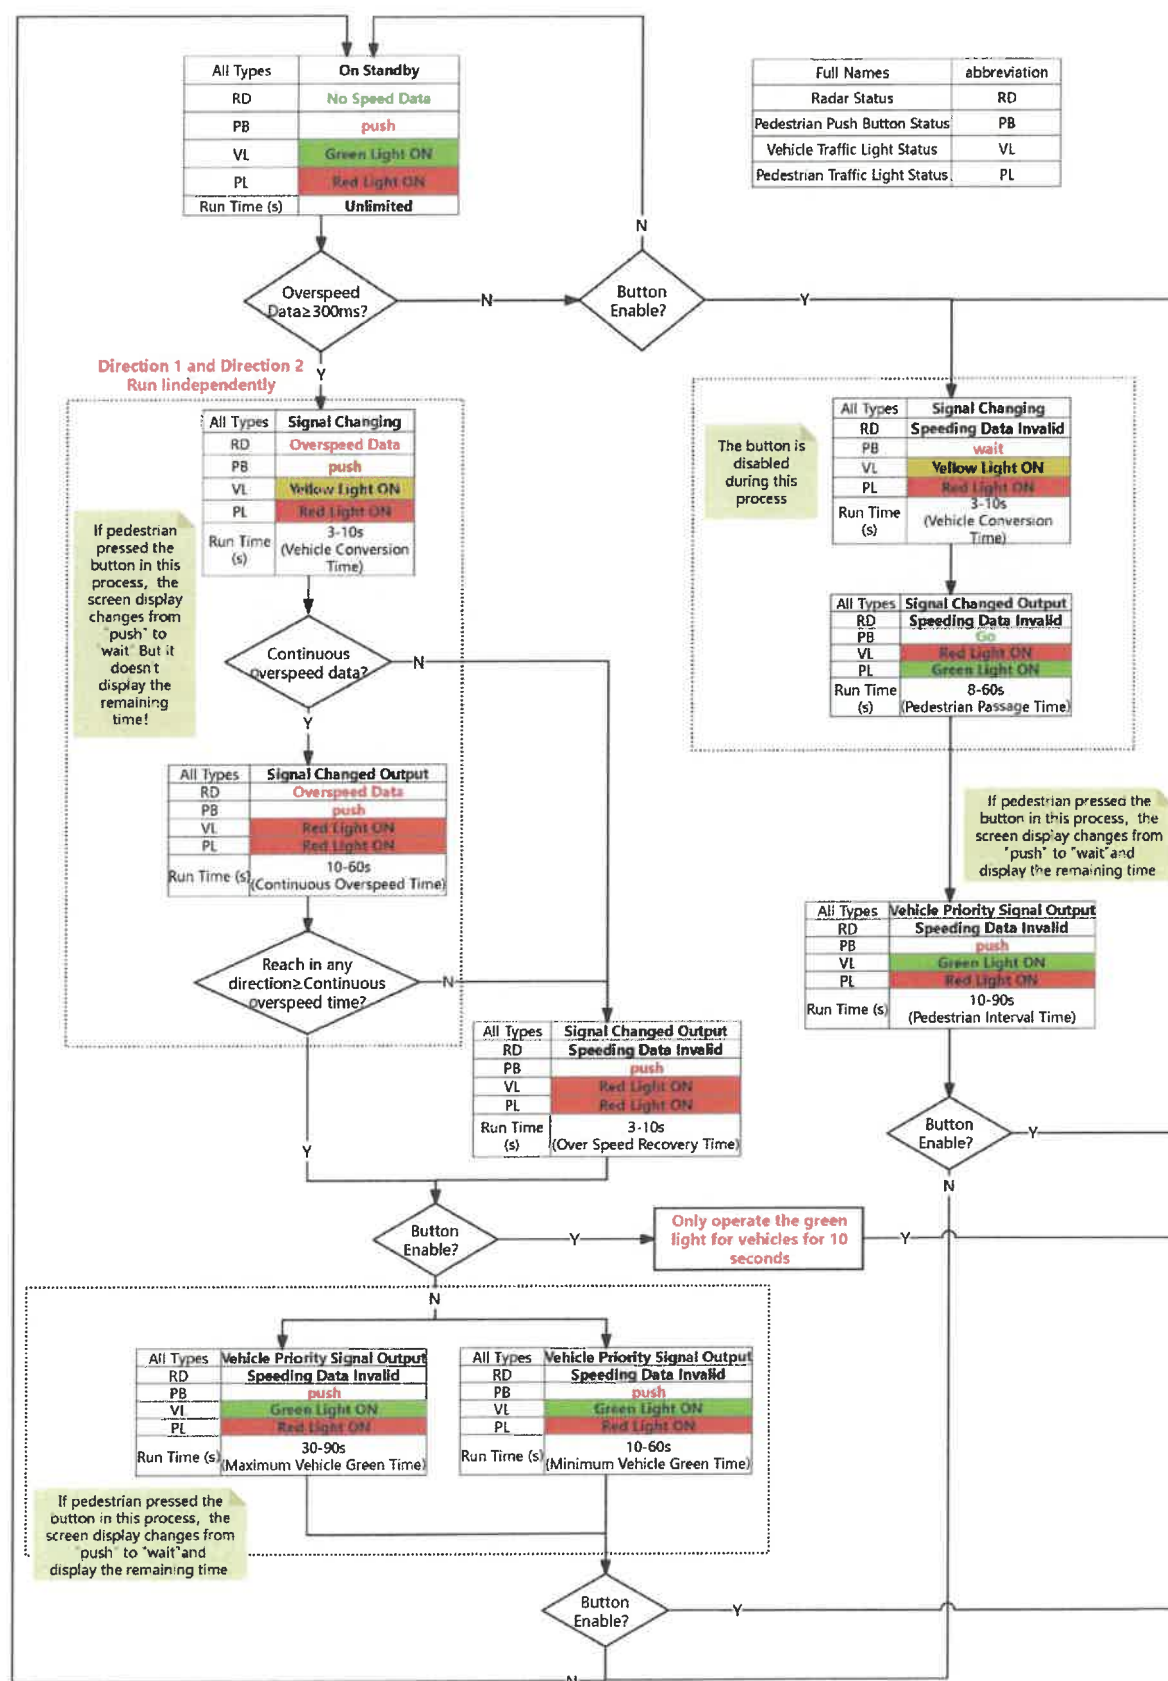 All Types On Standby
RD No Speed Data
PB push
VL Green Light ON
PL Red Light ON
Run Time (s) Unlimited
Full Names abbreviation
Radar Status RD
Pedestrian Push Button Status PB
Vehicle Traffic Light Status VL
Pedestrian Traffic Light Status PL
N
Overspeed
Data≥300ms?
N
Button
Enable?
Y
Direction 1 and Direction 2
Run Iindependently
Y
All Types Signal Changing
RD Overspeed Data
PB push
VL Yellow Light ON
PL Red Light ON
Run Time
(s)
3-10s
(Vehicle Conversion
Time)
If pedestrian
pressed the
button in this
process, the
screen display
changes from
"push" to
wait But it
doesn't
display the
remaining
time!
The button is
disabled
during this
process
All Types Signal Changing
RD Speeding Data Invalid
PB wait
VL Yellow Light ON
PL Red Light ON
Run Time
(s)
3-10s
(Vehicle Conversion
Time)
All Types Signal Changed Output
RD Speeding Data Invalid
PB Go
VL Red Light ON
PL Green Light ON
Run Time
(s)
8-60s
(Pedestrian Passage Time)
Continuous
overspeed data?
N
Y
All Types Signal Changed Output
RD Overspeed Data
PB push
VL Red Light ON
PL Red Light ON
Run Time (s)
10-60s
(Continuous Overspeed Time)
If pedestrian pressed the
button in this process, the
screen display changes from
"push" to "wait" and
display the remaining time
All Types Vehicle Priority Signal Output
RD Speeding Data Invalid
PB push
VL Green Light ON
PL Red Light ON
Run Time (s)
10-90s
(Pedestrian Interval Time)
Reach in any
direction≥Continuous
overspeed time?
N
All Types Signal Changed Output
RD Speeding Data Invalid
PB push
VL Red Light ON
PL Red Light ON
Run Time
(s)
3-10s
(Over Speed Recovery Time)
Y
Button
Enable?
Y
N
Button
Enable?
Y
Only operate the green
light for vehicles for 10
seconds
Y
N
All Types Vehicle Priority Signal Output
RD Speeding Data Invalid
PB push
VL Green Light ON
PL Red Light ON
Run Time (s)
30-90s
(Maximum Vehicle Green Time)
All Types Vehicle Priority Signal Output
RD Speeding Data Invalid
PB push
VL Green Light ON
PL Red Light ON
Run Time (s)
10-60s
(Minimum Vehicle Green Time)
If pedestrian pressed the
button in this process, the
screen display changes from
"push" to "wait" and
display the remaining time
Button
Enable?
Y
N